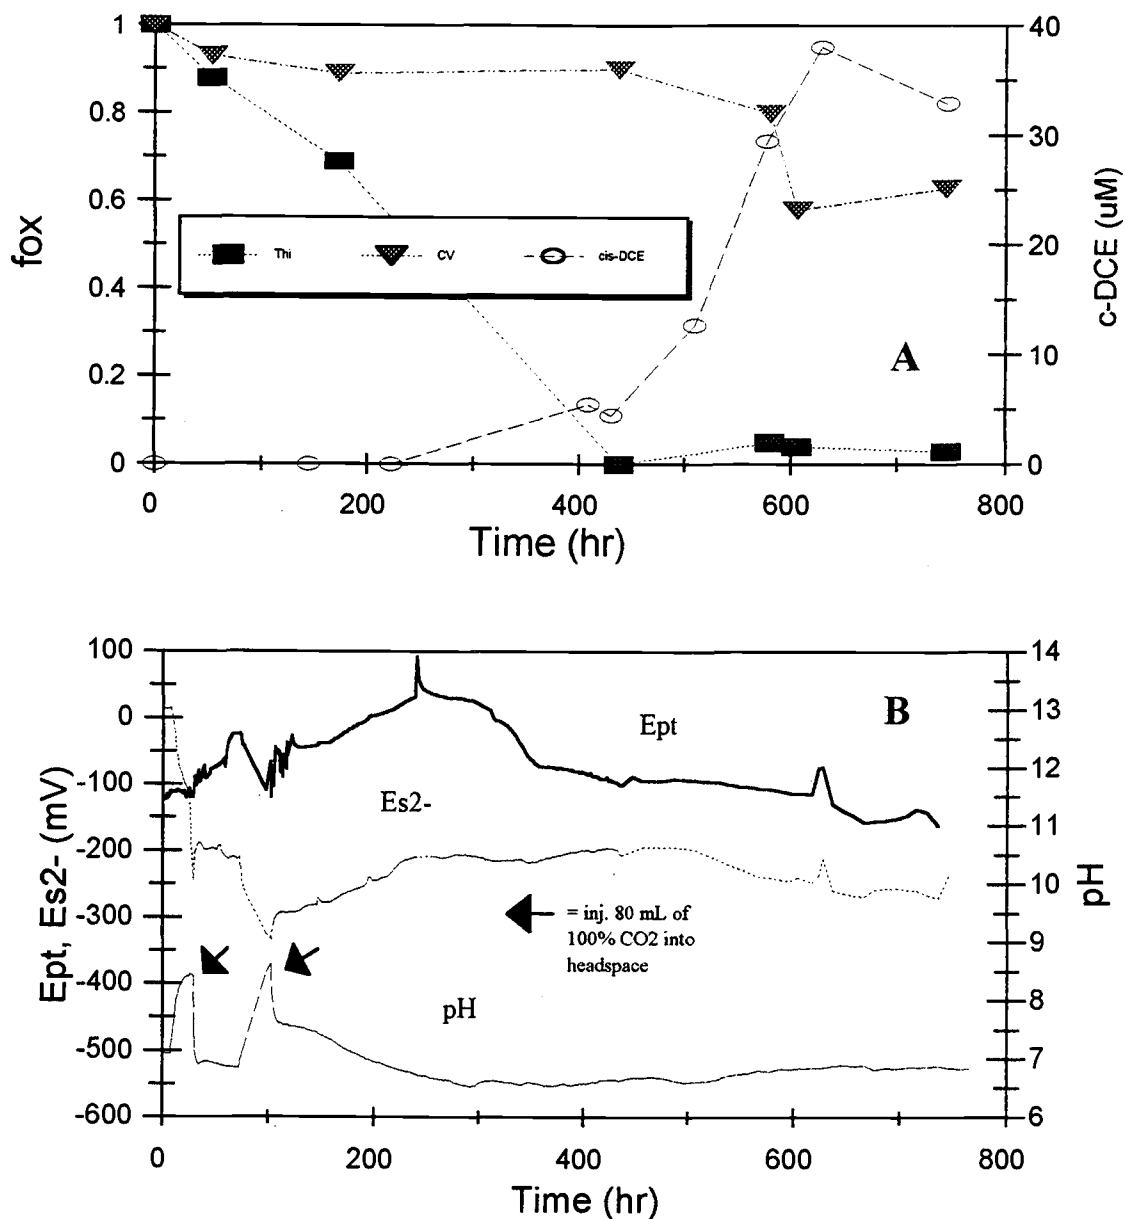 1
0.8
0.6
0.4
0.2
0
fox
40
30
20
10
0
c-DCE (uM)
Thi
CV
cis-DCE
A
0
200
400
600
800
Time (hr)
100
0
-100
-200
-300
-400
-500
-600
Ept, Es2- (mV)
14
13
12
11
10
9
8
7
6
pH
B
Ept
Es2-
= inj. 80 mL of
100% CO2 into
headspace
pH
0
200
400
600
800
Time (hr)